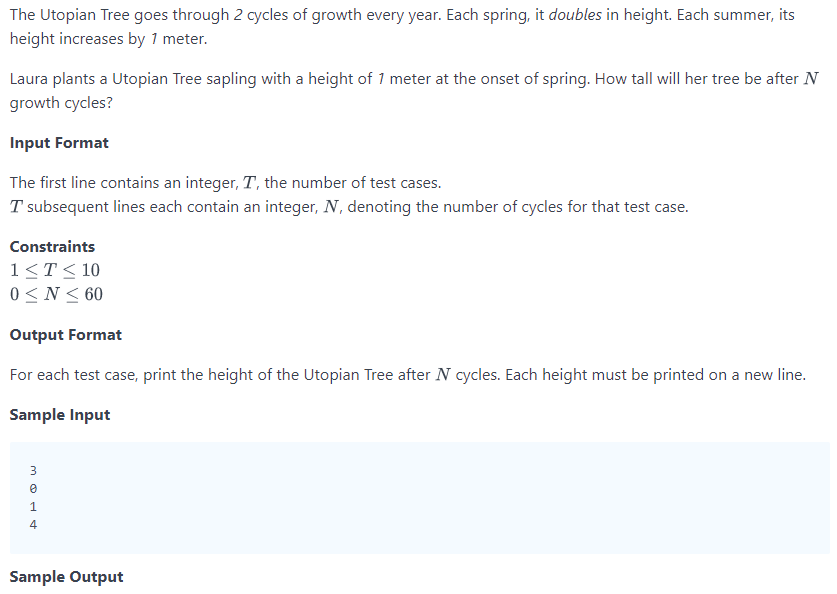 The Utopian Tree goes through 2 cycles of growth every year. Each spring, it doubles in height. Each summer, its
height increases by 1 meter.
Laura plants a Utopian Tree sapling with a height of 1 meter at the onset of spring. How tall will her tree be after N
growth cycles?
Input Format
The first line contains an integer, T, the number of test cases.
T subsequent lines each contain an integer, N, denoting the number of cycles for that test case.
Constraints
1 ≤ T ≤ 10
0 ≤ N ≤ 60
Output Format
For each test case, print the height of the Utopian Tree after N cycles. Each height must be printed on a new line.
Sample Input
3
0
1
4
Sample Output